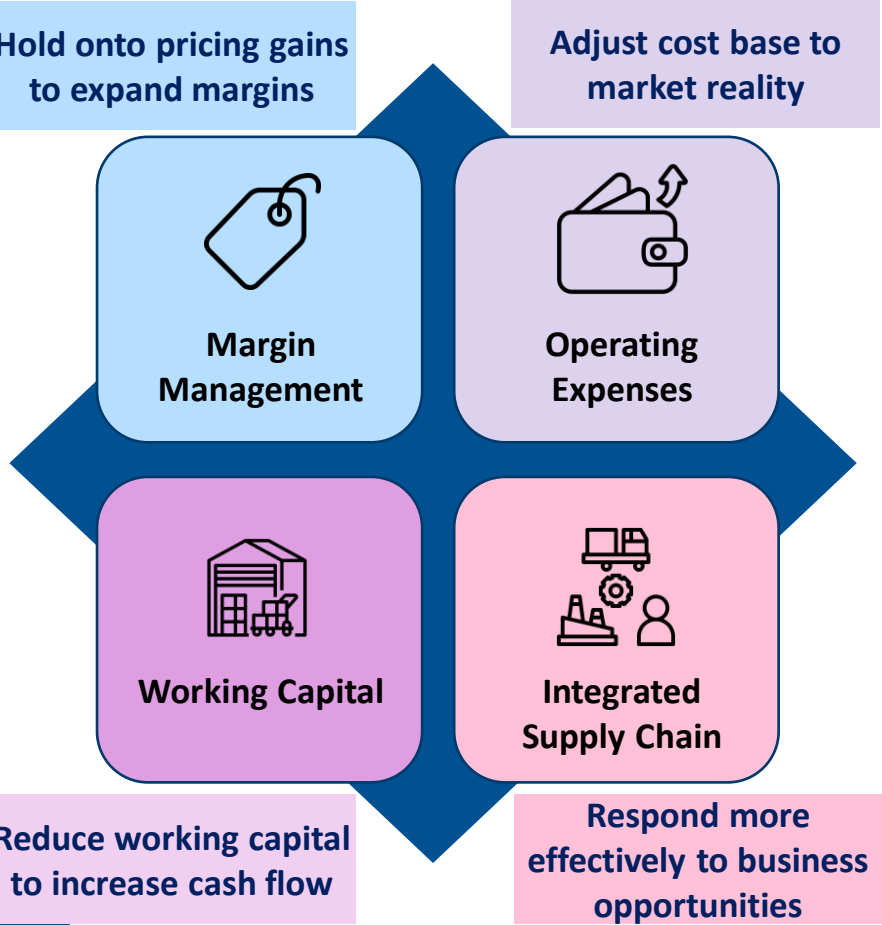 Hold onto pricing gains
to expand margins
Adjust cost base to
market reality
Margin
Management
Operating
Expenses
Working Capital
Integrated
Supply Chain
Reduce working capital
to increase cash flow
Respond more
effectively to business
opportunities